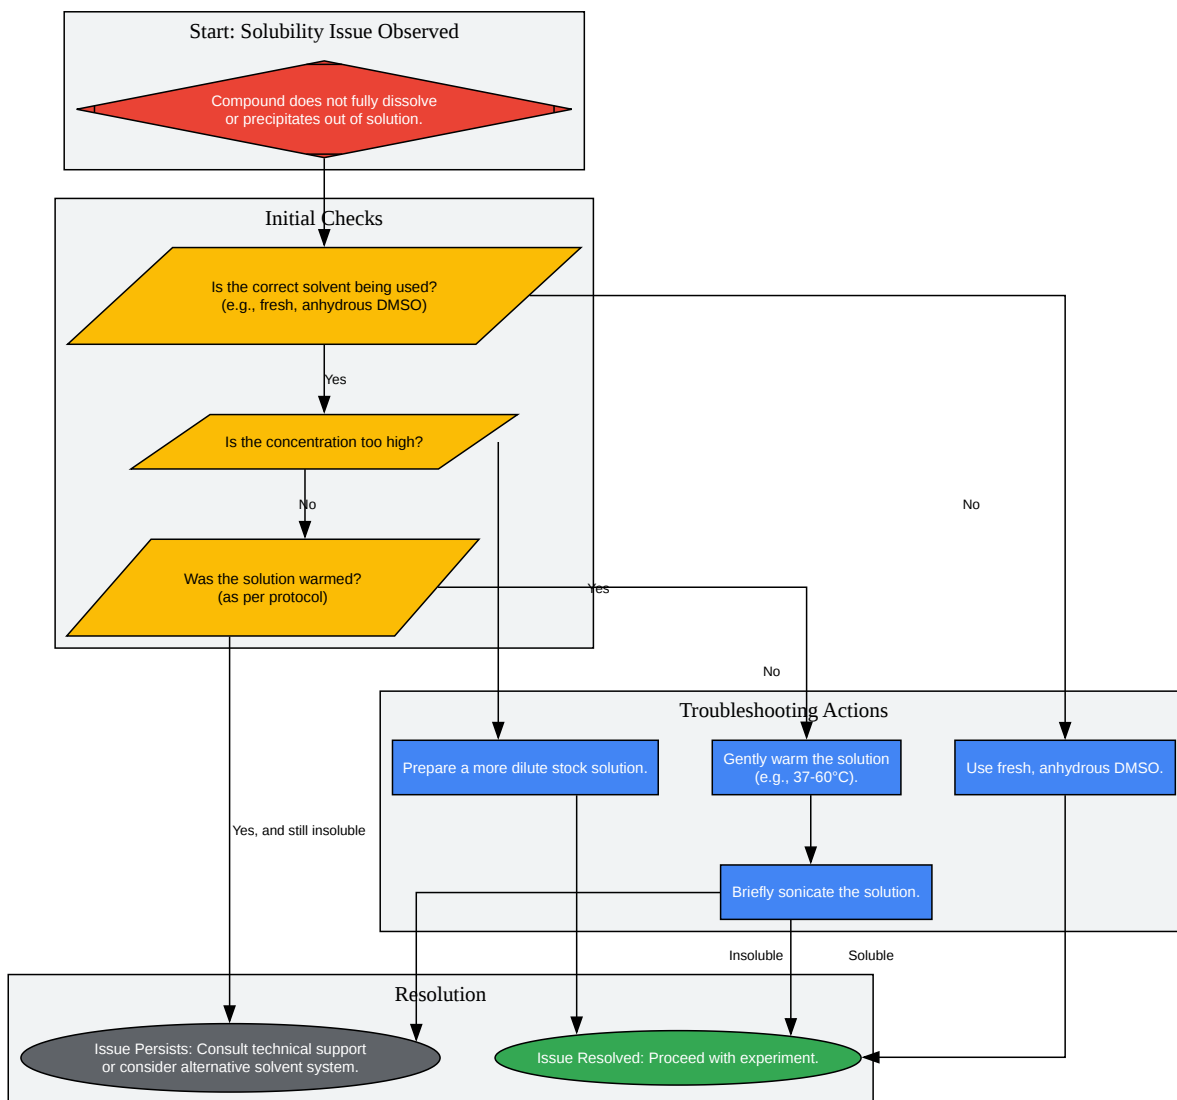 Start: Solubility Issue Observed
Compound does not fully dissolve
or precipitates out of solution.
Initial Checks
Is the correct solvent being used?
(e.g., fresh, anhydrous DMSO)
Yes
Is the concentration too high?
No
No
Was the solution warmed?
(as per protocol)
Yes
No
Troubleshooting Actions
Prepare a more dilute stock solution.
Gently warm the solution
(e.g., 37-60°C).
Use fresh, anhydrous DMSO.
Yes, and still insoluble
Briefly sonicate the solution.
Insoluble
Soluble
Resolution
Issue Persists: Consult technical support
or consider alternative solvent system.
Issue Resolved: Proceed with experiment.